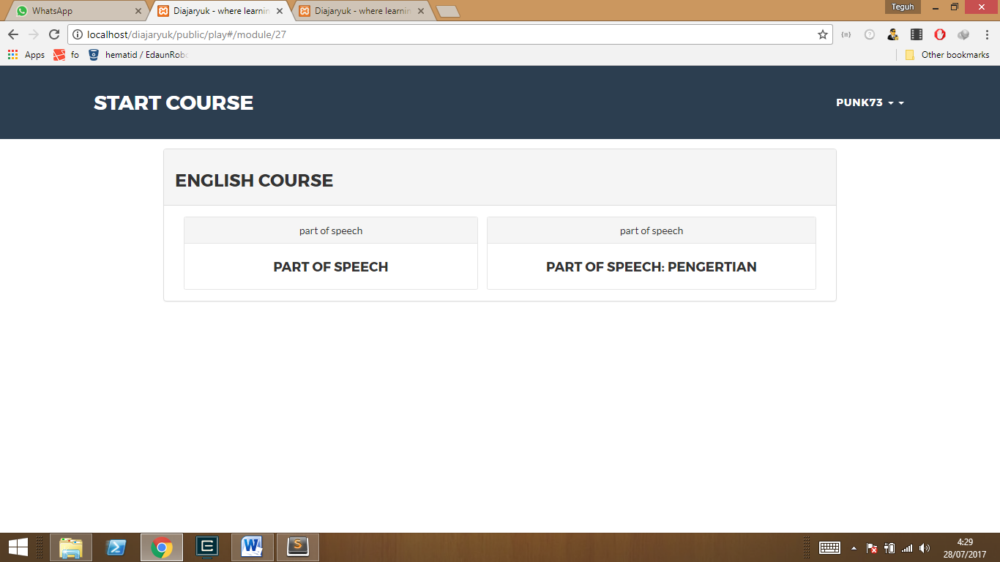 WhatsApp
Diajaryuk - where learnin
Diajaryuk - where learnin
Teguh
localhost/diajaryuk/public/play#/module/27
Apps
fo
hematid / EdaunRob
Other bookmarks
START COURSE
PUNK73
ENGLISH COURSE
part of speech
PART OF SPEECH
part of speech
PART OF SPEECH: PENGERTIAN
4:29
28/07/2017